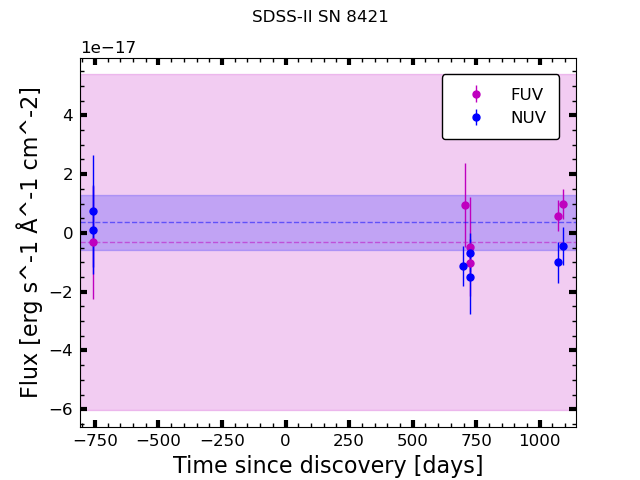 SDSS-II SN 8421
1e−17
FUV
NUV
4
2
0
−2
−4
−6
Flux [erg s^-1 Å^-1 cm^-2]
−750 −500 −250 0 250 500 750 1000
Time since discovery [days]